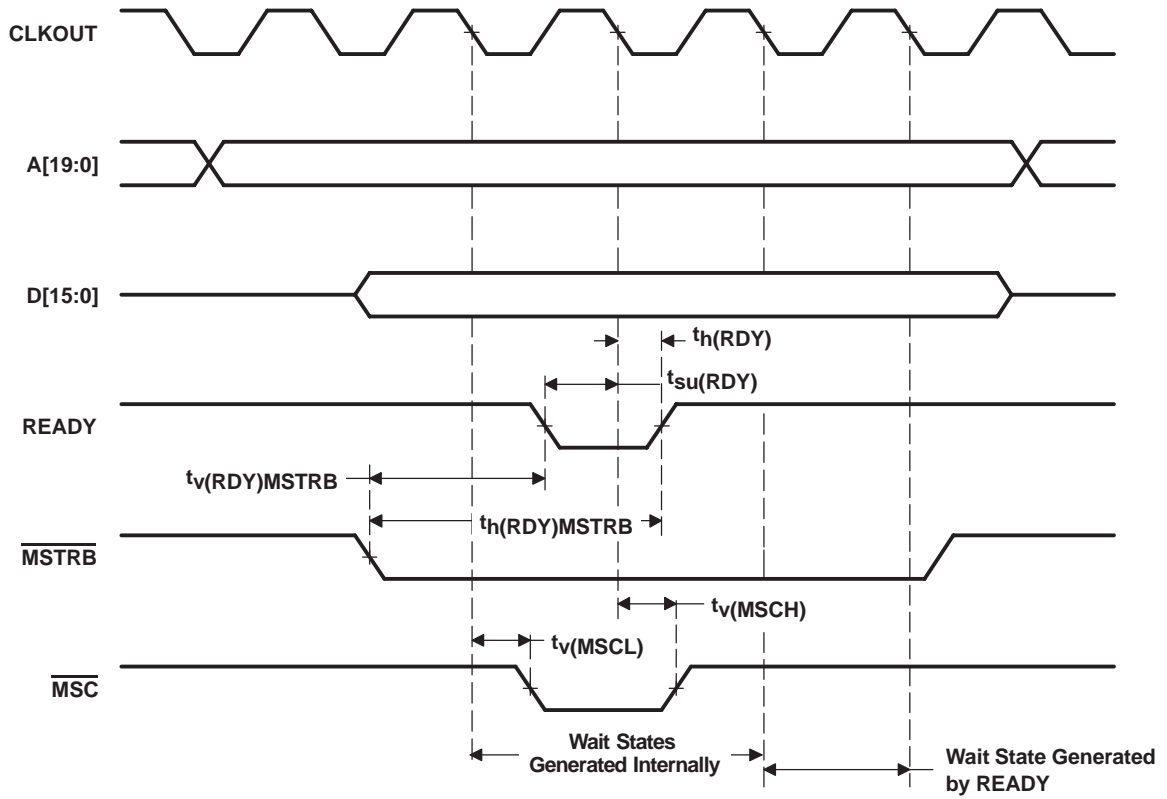 CLKOUT
A[19:0]
D[15:0]
th(RDY)
tsu(RDY)
READY
tv(RDY)MSTRB
th(RDY)MSTRB
MSTRB
tv(MSCH)
tv(MSCL)
MSC
Wait States
Generated Internally
Wait State Generated
by READY